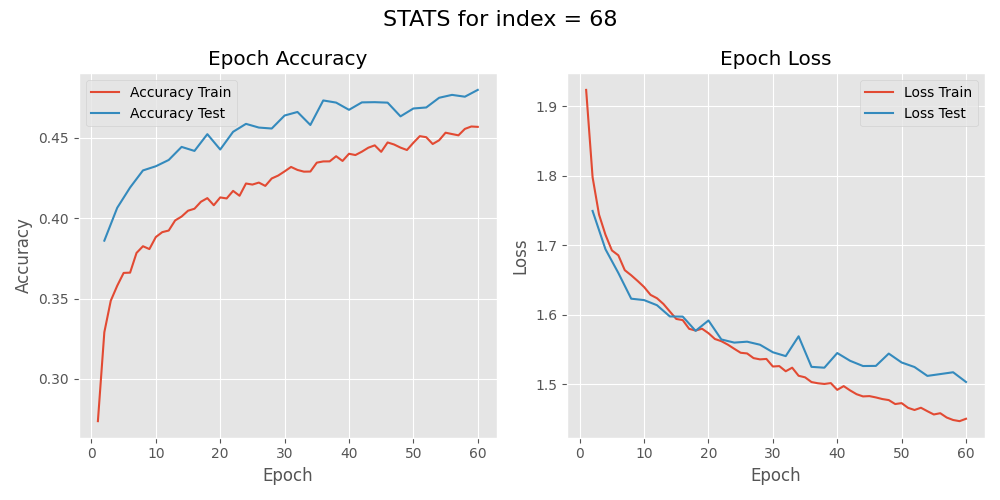 STATS for index = 68
Epoch Accuracy
Accuracy Train
Accuracy Test
0.45
0.40
0.35
0.30
Accuracy
0 10 20 30 40 50 60
Epoch
Epoch Loss
Loss Train
Loss Test
1.9
1.8
1.7
1.6
1.5
Loss
0 10 20 30 40 50 60
Epoch